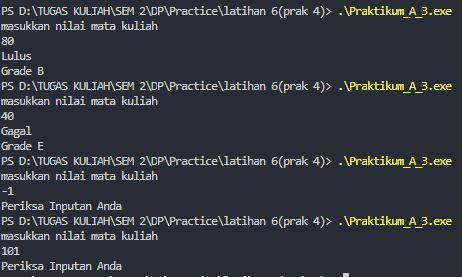 PS D:\TUGAS KULIAH\SEM 2\DP\Practice\latihan 6(prak 4)> .\Praktikum_A_3.exe
masukkan nilai mata kuliah
80
Lulus
Grade B
PS D:\TUGAS KULIAH\SEM 2\DP\Practice\latihan 6(prak 4)> .\Praktikum_A_3.exe
masukkan nilai mata kuliah
40
Gagal
Grade E
PS D:\TUGAS KULIAH\SEM 2\DP\Practice\latihan 6(prak 4)> .\Praktikum_A_3.exe
masukkan nilai mata kuliah
-1
Periksa Inputan Anda
PS D:\TUGAS KULIAH\SEM 2\DP\Practice\latihan 6(prak 4)> .\Praktikum_A_3.exe
masukkan nilai mata kuliah
101
Periksa Inputan Anda